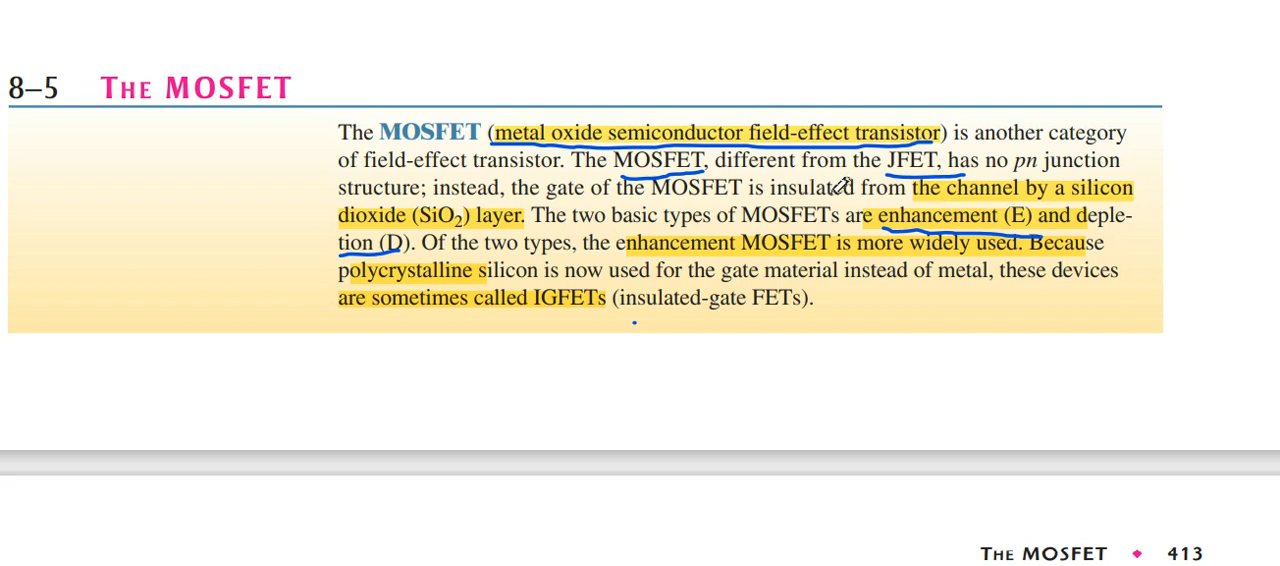 8–5 THE MOSFET
The MOSFET (metal oxide semiconductor field-effect transistor) is another category
of field-effect transistor. The MOSFET, different from the JFET, has no pn junction
structure; instead, the gate of the MOSFET is insulated from the channel by a silicon
dioxide (SiO₂) layer. The two basic types of MOSFETs are enhancement (E) and deple-
tion (D). Of the two types, the enhancement MOSFET is more widely used. Because
polycrystalline silicon is now used for the gate material instead of metal, these devices
are sometimes called IGFETs (insulated-gate FETs).
THE MOSFET ◆ 413